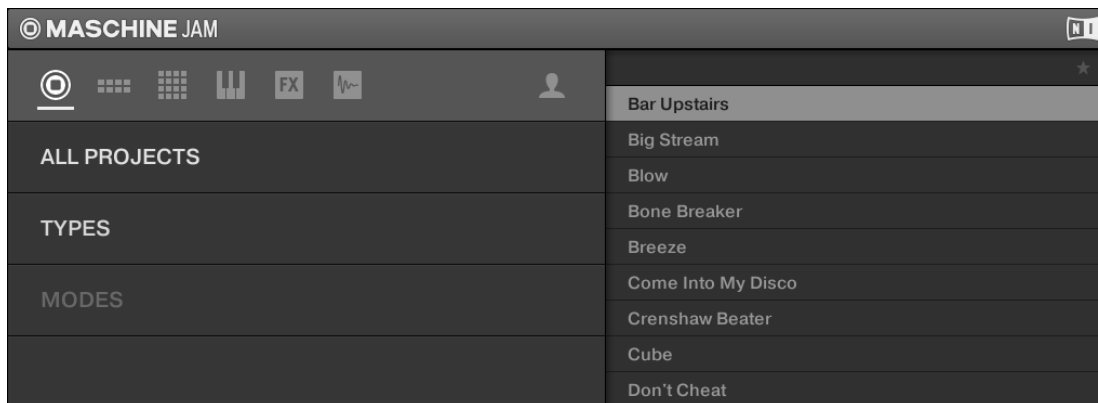 MASCHINE JAM
NI
FX
ALL PROJECTS
TYPES
MODES
Bar Upstairs
Big Stream
Blow
Bone Breaker
Breeze
Come Into My Disco
Crenshaw Beater
Cube
Don't Cheat